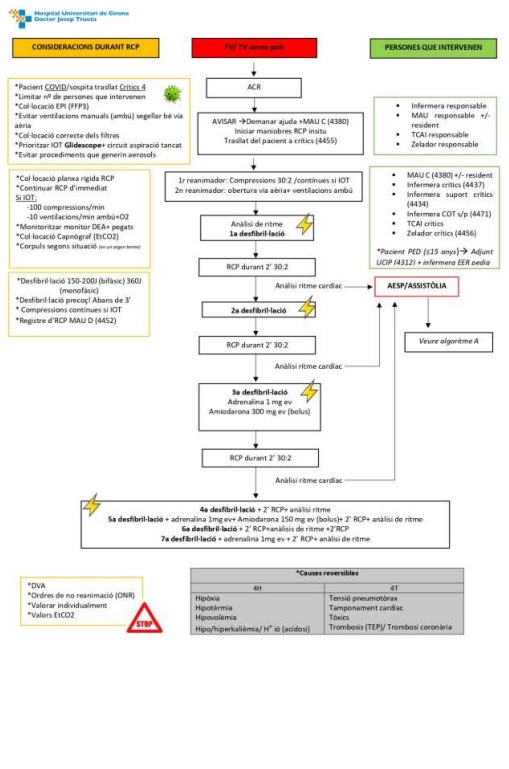 Hospital Universitari de Girona
Doctor Josep Trueta
CONSIDERACIONS DURANT RCP
FV/ TV sense pols
PERSONES QUE INTERVENEN
*Pacient COVID/sospita trasllat Crítics 4
*Limitar nº de persones que intervenen
*Col·locació EPI (FFP3)
*Evitar ventilacions manuals (ambú) segellar bé via
aèria
*Col·locació correcte dels filtres
*Prioritzar IOT Glidescope+ circuit aspiració tancat
*Evitar procediments que generin aerosols
*Col·locació planxa rígida RCP
*Continuar RCP d'immediat
Si IOT:
-100 compressions/min
-10 ventilacions/min ambú+O2
*Monitoritzar monitor DEA+ pegats
*Col·locació Capnògraf (EtCO2)
*Corpuls segons situació (en un segon terme)
*Desfibril·lació 150-200J (bifàsic) 360J
(monofàsic)
*Desfibril·lació precoç! Abans de 3'
* Compressions contínues si IOT
*Registre d'RCP MAU D (4452)
ACR
AVISAR →Demanar ajuda +MAU C (4380)
Iniciar maniobres RCP insitu
Trasllat del pacient a crítics (4455)
1r reanimador: Compressions 30:2 /contínues si IOT
2n reanimador: obertura via aèria+ ventilacions ambú
Anàlisi de ritme
1a desfibril·lació
RCP durant 2' 30:2
Anàlisi ritme cardíac
2a desfibril·lació
RCP durant 2' 30:2
Anàlisi ritme cardíac
3a desfibril·lació
Adrenalina 1 mg ev
Amiodarona 300 mg ev (bolus)
RCP durant 2' 30:2
Anàlisi ritme cardíac
▪ Infermera responsable
▪ MAU responsable +/-
resident
▪ TCAI responsable
▪ Zelador responsable
▪ MAU C (4380) +/- resident
▪ Infermera crítics (4437)
▪ Infermera suport crítics
(4434)
▪ Infermera COT s/p (4471)
▪ TCAI crítics
▪ Zelador crítics (4456)
*Pacient PED (≤15 anys)→ Adjunt
UCIP (4312) + infermera EER pedia
AESP/ASSISTÒLIA
Veure algoritme A
4a desfibril·lació + 2' RCP+ anàlisi ritme
5a desfibril·lació + adrenalina 1mg ev+ Amiodarona 150 mg ev (bolus)+ 2' RCP+ anàlisi de ritme
6a desfibril·lació + 2' RCP+anàlisis de ritme +2'RCP
7a desfibril·lació + adrenalina 1mg ev + 2' RCP+ anàlisi de ritme
*DVA
*Ordres de no reanimació (ONR)
*Valorar individualment
*Valors EtCO2
STOP
*Causes reversibles
4H 4T
Hipòxia Tensió pneumotòrax
Hipotèrmia Tamponament cardíac
Hipovolèmia Tòxics
Hipo/hiperkalièmia/ H⁺ ió (acidosi) Trombosis (TEP)/ Trombosi coronària